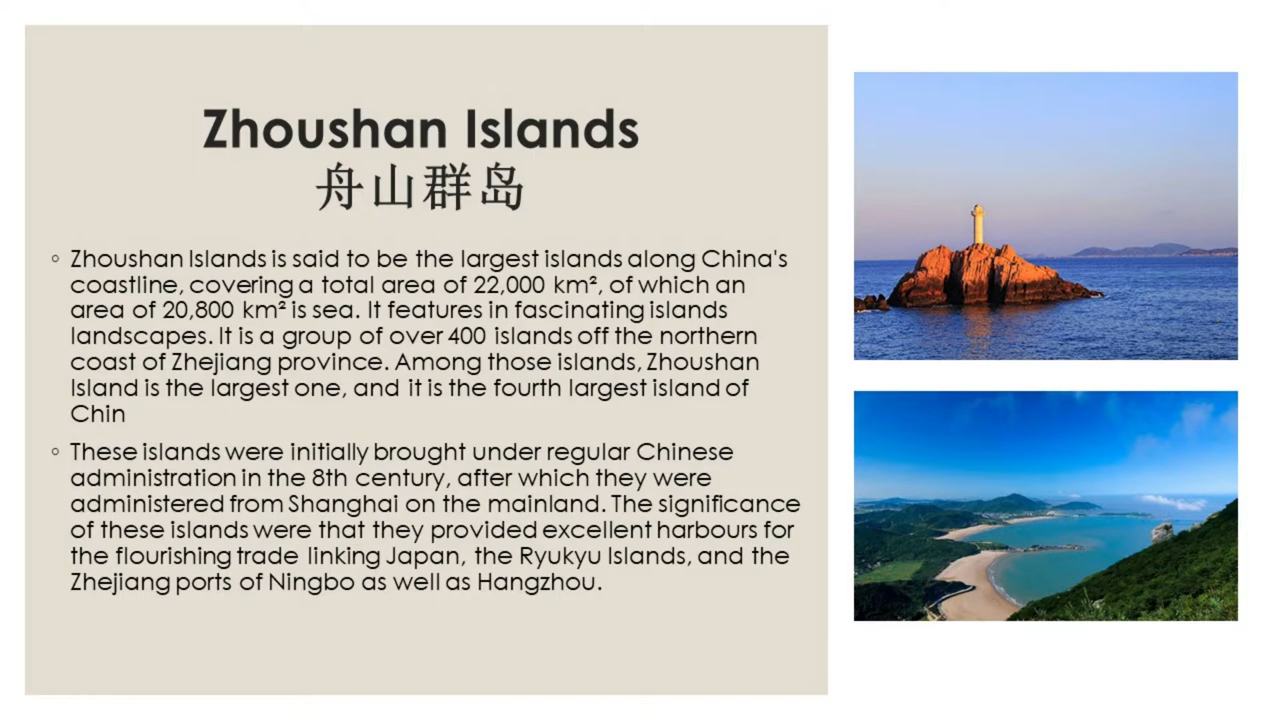 Zhoushan Islands
舟山群岛
◦ Zhoushan Islands is said to be the largest islands along China's
coastline, covering a total area of 22,000 km², of which an
area of 20,800 km² is sea. It features in fascinating islands
landscapes. It is a group of over 400 islands off the northern
coast of Zhejiang province. Among those islands, Zhoushan
Island is the largest one, and it is the fourth largest island of
Chin
◦ These islands were initially brought under regular Chinese
administration in the 8th century, after which they were
administered from Shanghai on the mainland. The significance
of these islands were that they provided excellent harbours for
the flourishing trade linking Japan, the Ryukyu Islands, and the
Zhejiang ports of Ningbo as well as Hangzhou.